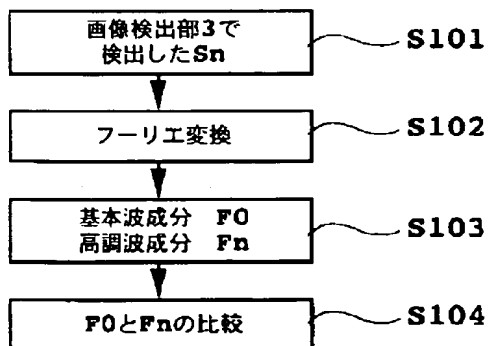 画像検出部3で
検出したSn
S101
フーリエ変換
S102
基本波成分 F0
高調波成分 Fn
S103
F0とFnの比較
S104